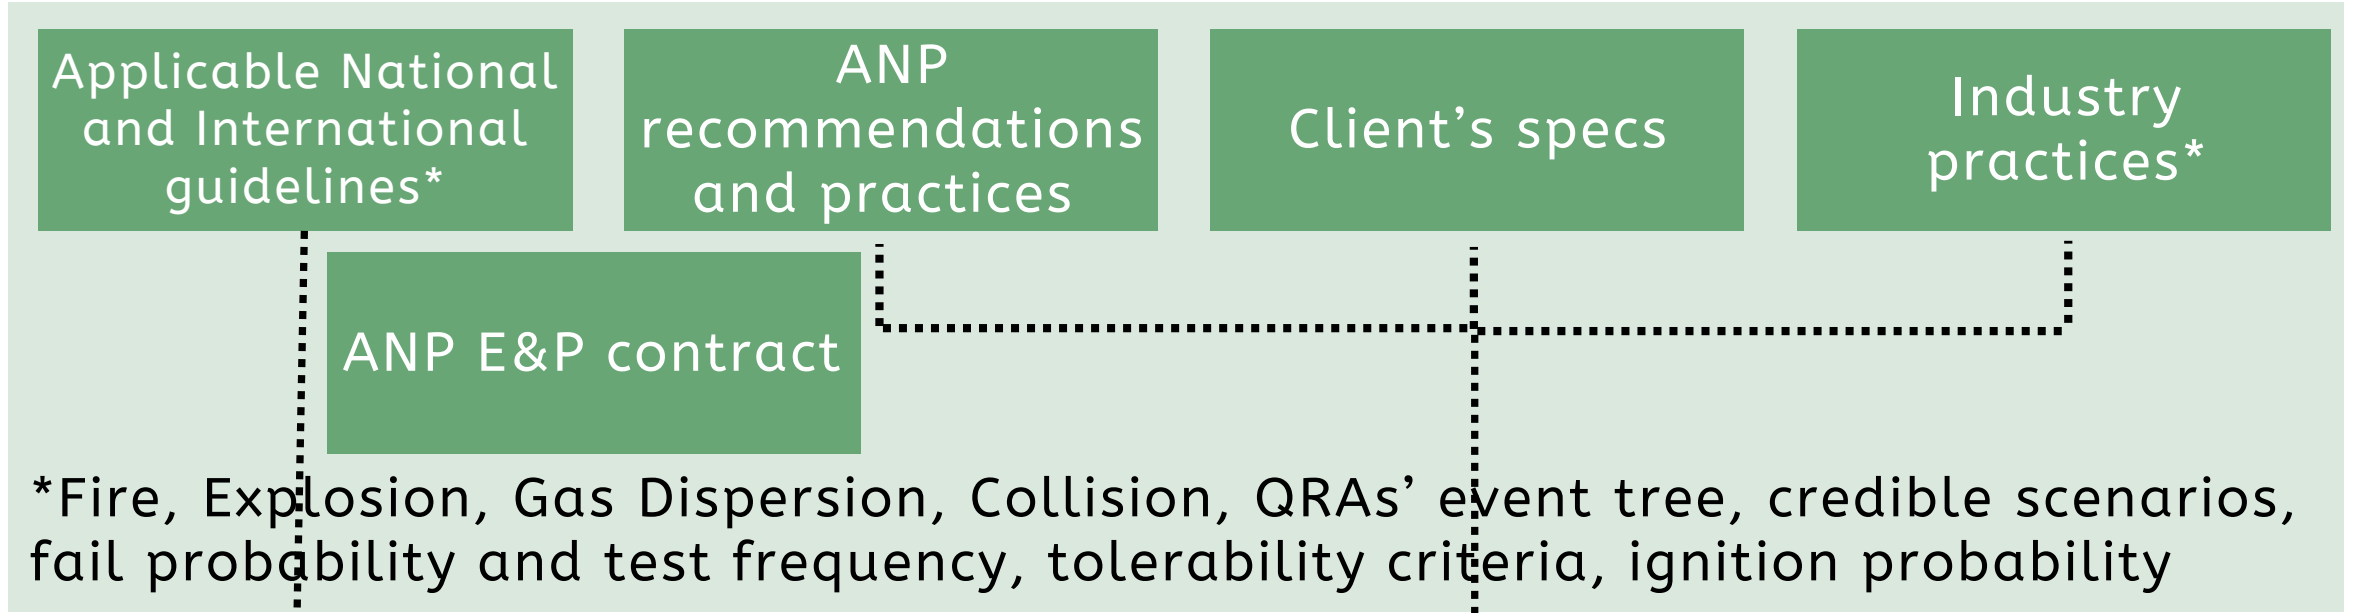 Applicable National
and International
guidelines*
ANP
recommendations
and practices
Client’s specs
Industry
practices*
ANP E&P contract
*Fire, Explosion, Gas Dispersion, Collision, QRAs’ event tree, credible scenarios,
fail probability and test frequency, tolerability criteria, ignition probability